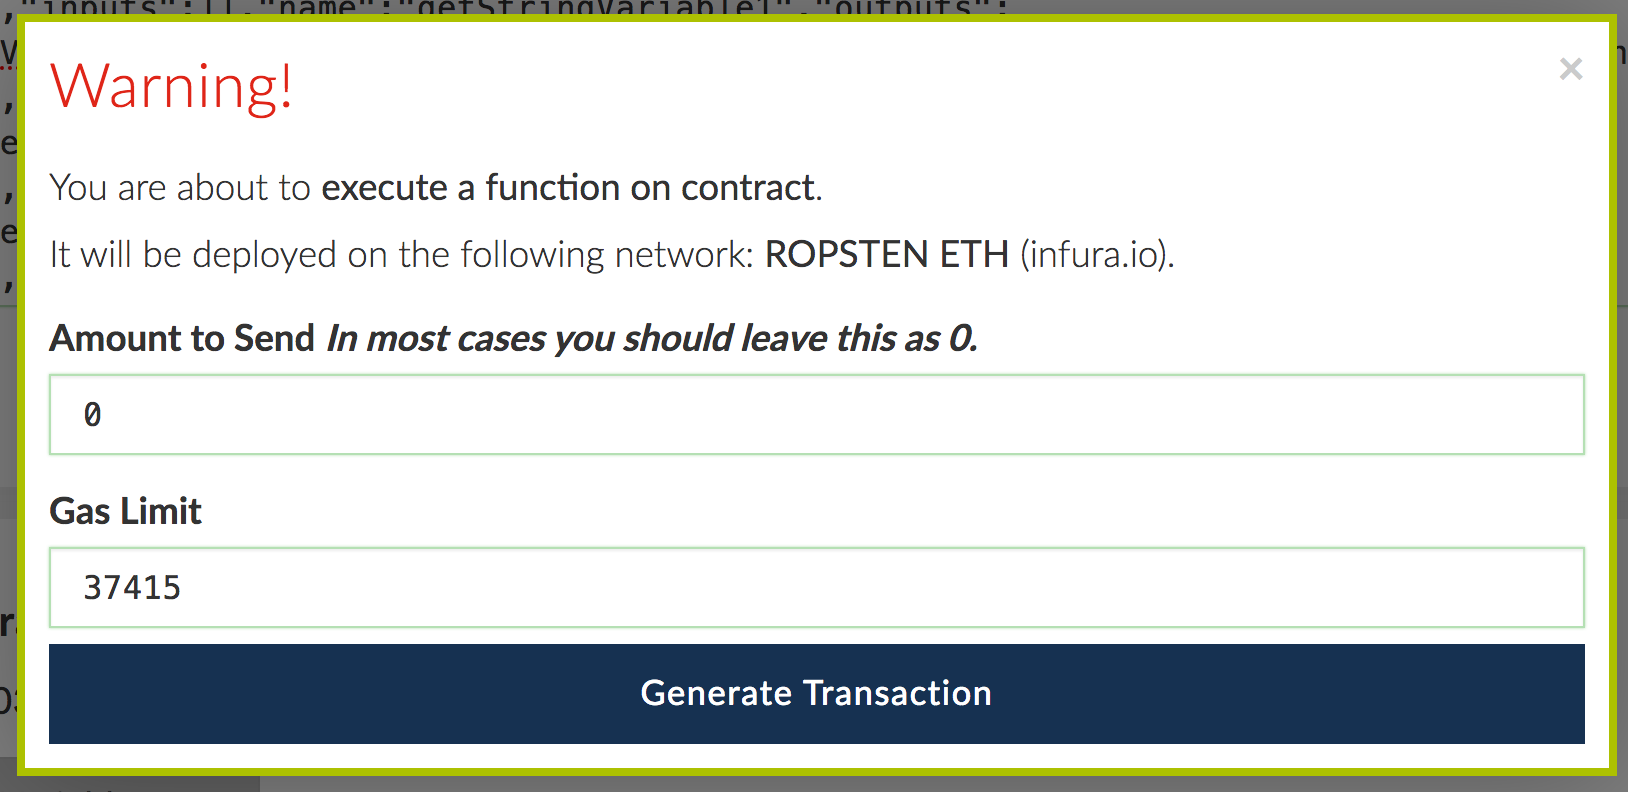 ,"inputs":[],"name":"getStringVariable1","outputs":
Warning!
×
You are about to execute a function on contract.
It will be deployed on the following network: ROPSTEN ETH (infura.io).
Amount to Send In most cases you should leave this as 0.
0
Gas Limit
37415
Generate Transaction